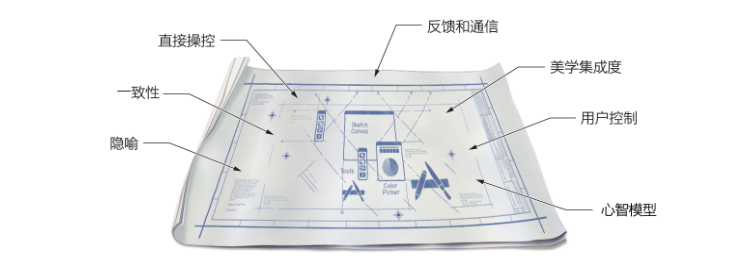 反馈和通信
直接操控
美学集成度
一致性
用户控制
隐喻
心智模型
Sketch
Canvas
Tools
Color
Picker